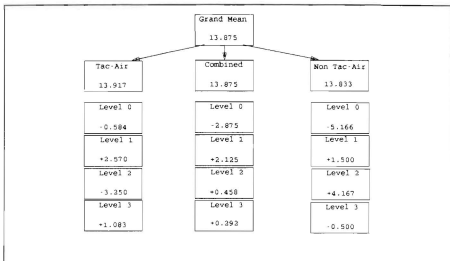 Grand Mean
13.875
Tac-Air
13.917
Combined
13.875
Non Tac-Air
13.833
Level 0
-0.584
Level 1
+2.570
Level 2
-3.250
Level 3
+1.083
Level 0
-2.875
Level 1
+2.125
Level 2
+0.458
Level 3
+0.292
Level 0
-5.166
Level 1
+1.500
Level 2
+4.167
Level 3
-0.500